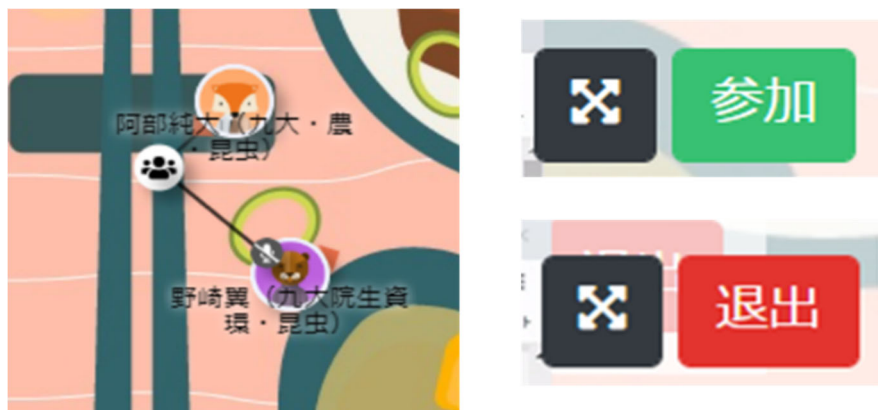 阿部純大（九大・農
・昆虫）
野崎翼（九大院生資
環・昆虫）
参加
退出